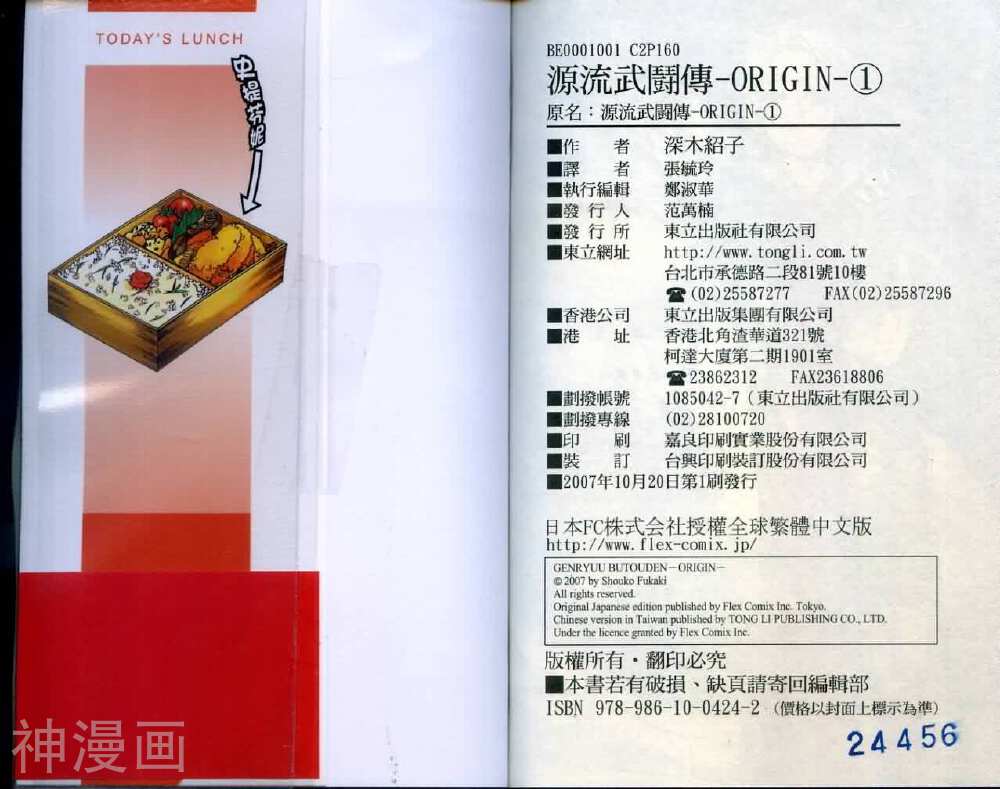 TODAY'S LUNCH
史提芬妮
神漫画
BE0001001 C2P160
源流武鬪傳-ORIGIN-①
原名：源流武鬪傳-ORIGIN-①
■作　　者　深木紹子
■譯　　者　張毓玲
■執行編輯　鄭淑華
■發 行 人　范萬楠
■發 行 所　東立出版社有限公司
■東立網址　http://www.tongli.com.tw
台北市承德路二段81號10樓
☎(02)25587277　FAX(02)25587296
■香港公司　東立出版集團有限公司
■港　　址　香港北角渣華道321號
柯達大廈第二期1901室
☎23862312　FAX23618806
■劃撥帳號　1085042-7（東立出版社有限公司）
■劃撥專線　(02)28100720
■印　　刷　嘉良印刷實業股份有限公司
■裝　　訂　台興印刷裝訂股份有限公司
■2007年10月20日第1刷發行
日本FC株式会社授權全球繁體中文版
http://www.flex-comix.jp/
GENRYUU BUTOUDEN－ORIGIN－
© 2007 by Shouko Fukaki
All rights reserved.
Original Japanese edition published by Flex Comix Inc. Tokyo.
Chinese version in Taiwan published by TONG LI PUBLISHING CO., LTD.
Under the licence granted by Flex Comix Inc.
版權所有・翻印必究
■本書若有破損、缺頁請寄回編輯部
ISBN 978-986-10-0424-2（價格以封面上標示為準）
24456